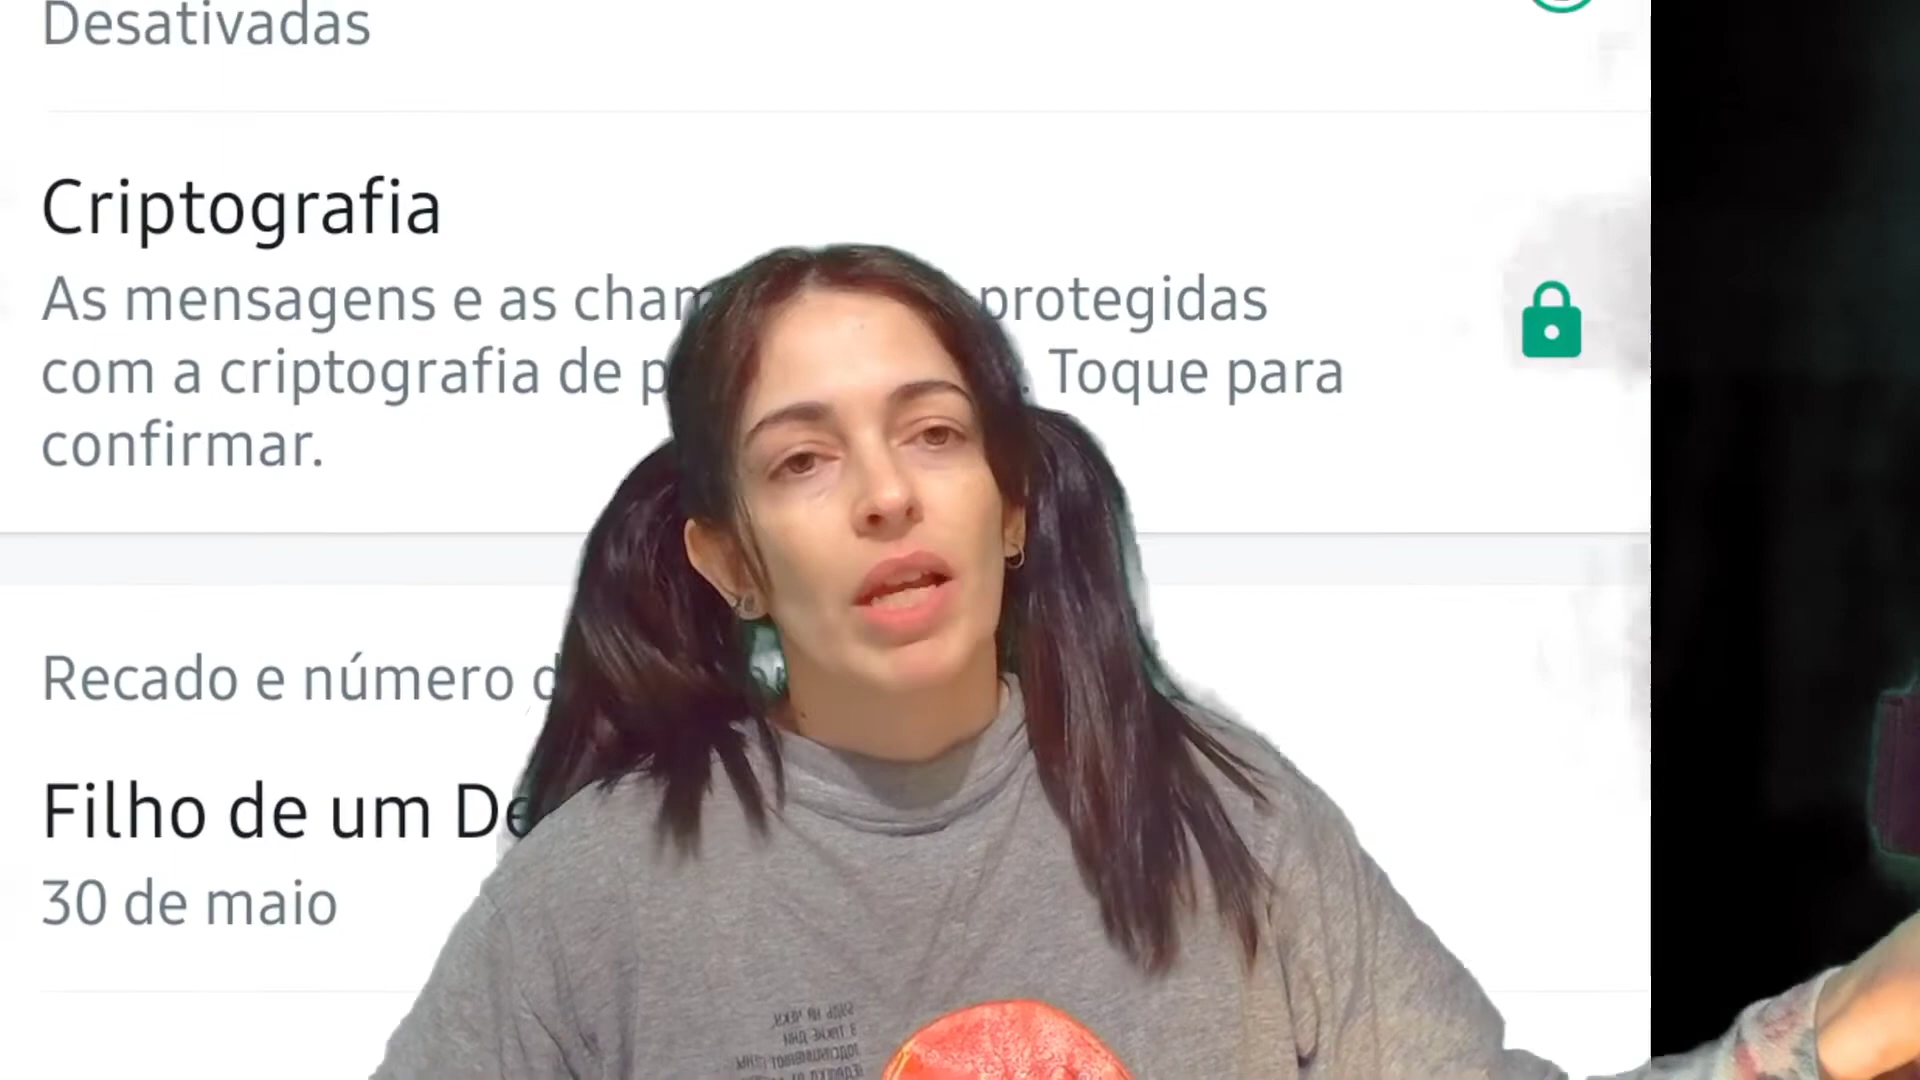 Desativadas
Criptografia
As mensagens e as cham protegidas
com a criptografia de p . Toque para
confirmar.
Recado e número d
Filho de um De
30 de maio